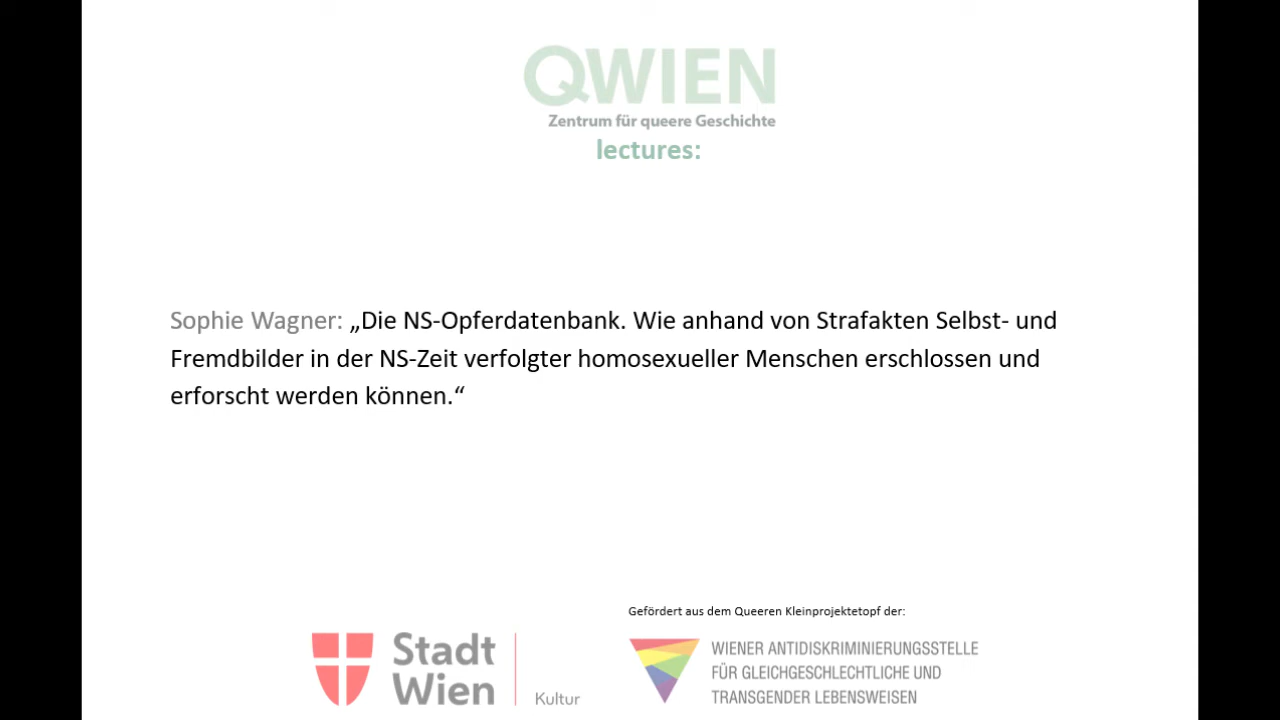 QWIEN
Zentrum für queere Geschichte
lectures:
Sophie Wagner: „Die NS-Opferdatenbank. Wie anhand von Strafakten Selbst- und
Fremdbilder in der NS-Zeit verfolgter homosexueller Menschen erschlossen und
erforscht werden können.“
Gefördert aus dem Queeren Kleinprojektetopf der:
Stadt
Wien
Kultur
WIENER ANTIDISKRIMINIERUNGSSTELLE
FÜR GLEICHGESCHLECHTLICHE UND
TRANSGENDER LEBENSWEISEN